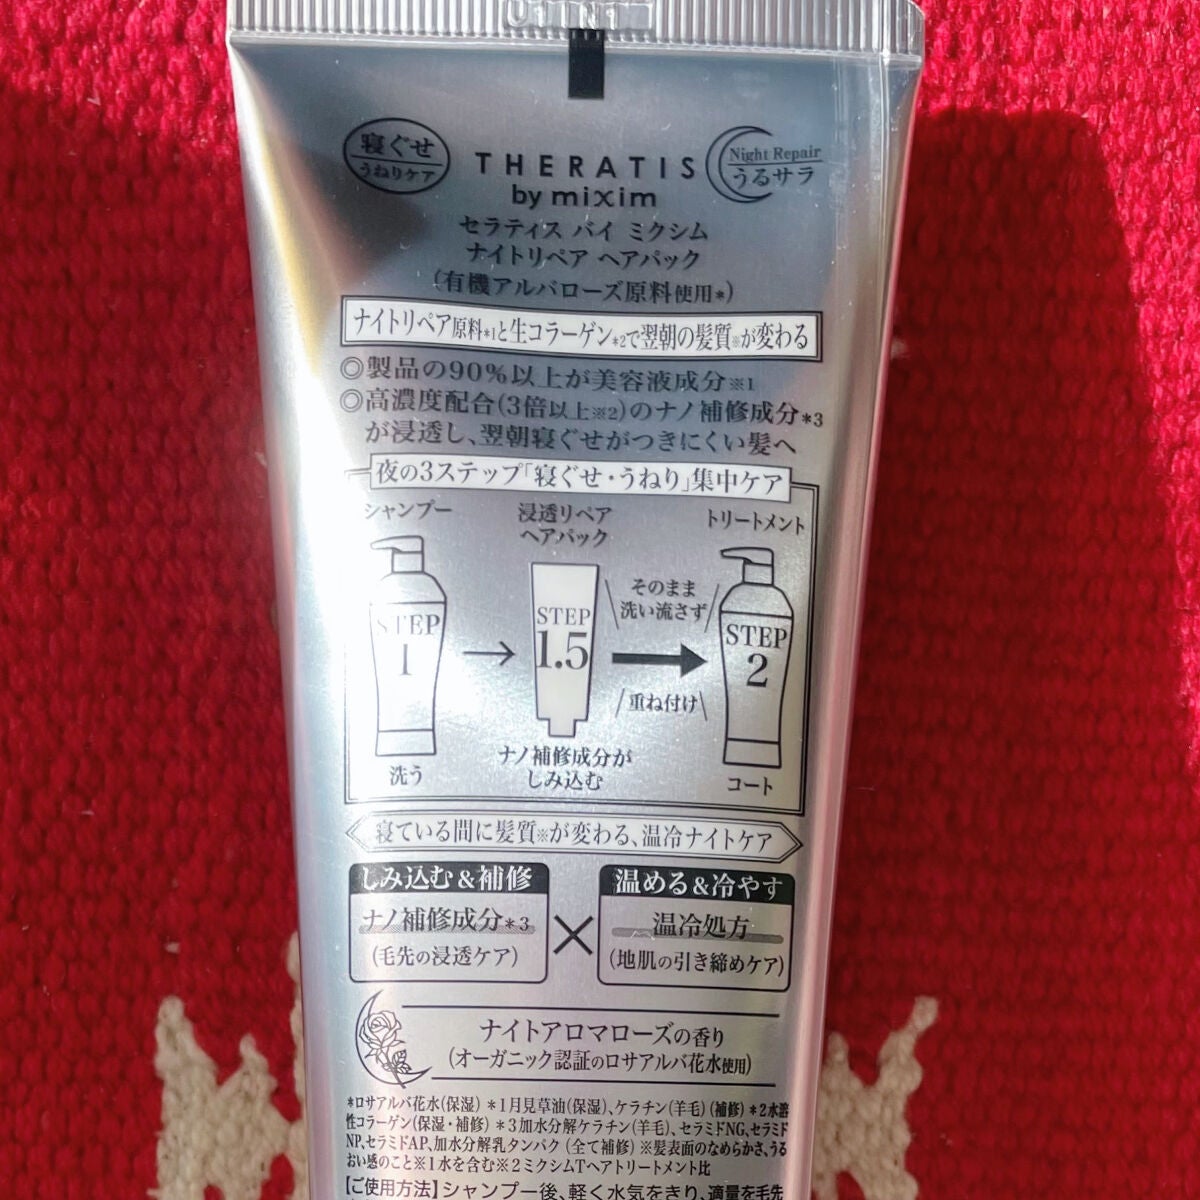 寝ぐせ
うねりケア
THERATIS
by mixim
Night Repair
うるサラ
セラティス バイ ミクシム
ナイトリペア ヘアパック
(有機アルバローズ原料使用*)
ナイトリペア原料*1と生コラーゲン*2で翌朝の髪質※が変わる
◎製品の90%以上が美容液成分※1
◎高濃度配合(3倍以上※2)のナノ補修成分*3
が浸透し、翌朝寝ぐせがつきにくい髪へ
夜の3ステップ「寝ぐせ・うねり」集中ケア
シャンプー
STEP
1
洗う
浸透リペア
ヘアパック
STEP
1.5
ナノ補修成分が
しみ込む
そのまま
洗い流さず
重ね付け
トリートメント
STEP
2
コート
寝ている間に髪質※が変わる、温冷ナイトケア
しみ込む&補修
ナノ補修成分*3
(毛先の浸透ケア)
×
温める&冷やす
温冷処方
(地肌の引き締めケア)
ナイトアロマローズの香り
(オーガニック認証のロサアルバ花水使用)
*ロサアルバ花水(保湿) *1月見草油(保湿)、ケラチン(羊毛)(補修) *2水溶
性コラーゲン(保湿・補修) *3加水分解ケラチン(羊毛)、セラミドNG、セラミド
NP、セラミドAP、加水分解乳タンパク (全て補修) ※髪表面のなめらかさ、うる
おい感のこと※1水を含む※2ミクシムTヘアトリートメント比
【ご使用方法】シャンプー後、軽く水気をきり、適量を毛先